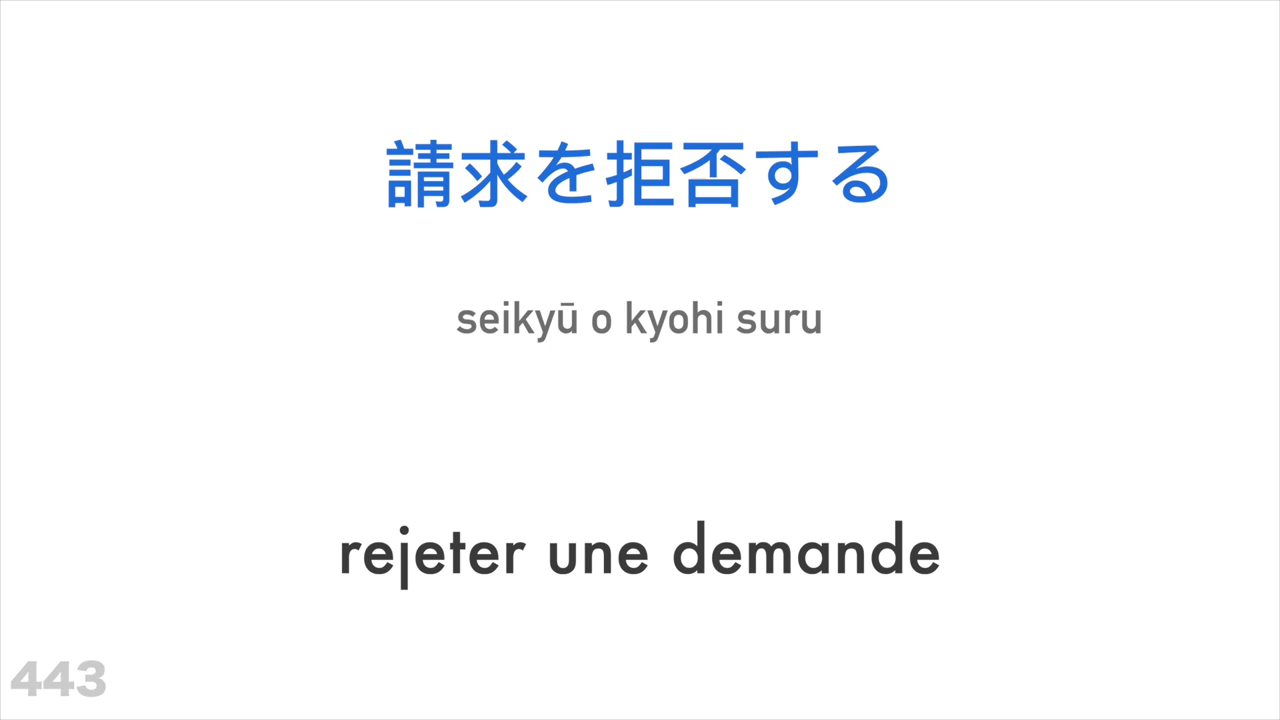 請求を拒否する
seikyū o kyohi suru
rejeter une demande
443